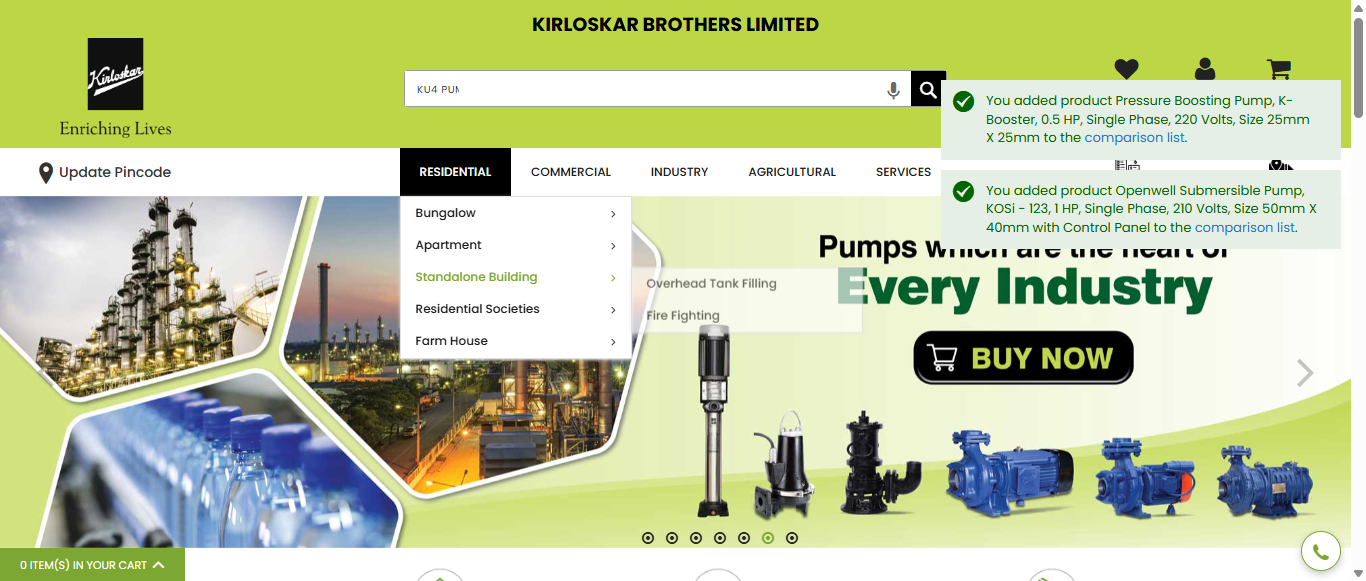 KIRLOSKAR BROTHERS LIMITED
Kirloskar
Enriching Lives
KU4 PUM
You added product Pressure Boosting Pump, K-
Booster, 0.5 HP, Single Phase, 220 Volts, Size 25mm
X 25mm to the comparison list.
Update Pincode
RESIDENTIAL
COMMERCIAL
INDUSTRY
AGRICULTURAL
SERVICES
You added product Openwell Submersible Pump,
KOSi - 123, 1 HP, Single Phase, 210 Volts, Size 50mm X
40mm with Control Panel to the comparison list.
Bungalow
Apartment
Standalone Building
Residential Societies
Farm House
Overhead Tank Filling
Fire Fighting
Pumps which are the heart of
Every Industry
BUY NOW
0 ITEM(S) IN YOUR CART